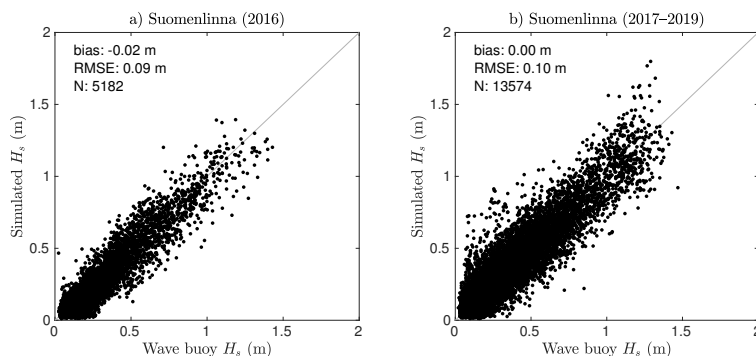 a) Suomenlinna (2016)
bias: -0.02 m
RMSE: 0.09 m
N: 5182
Simulated Hs (m)
2
1.5
1
0.5
0
0 0.5 1 1.5 2
Wave buoy Hs (m)
b) Suomenlinna (2017–2019)
bias: 0.00 m
RMSE: 0.10 m
N: 13574
Simulated Hs (m)
2
1.5
1
0.5
0
0 0.5 1 1.5 2
Wave buoy Hs (m)